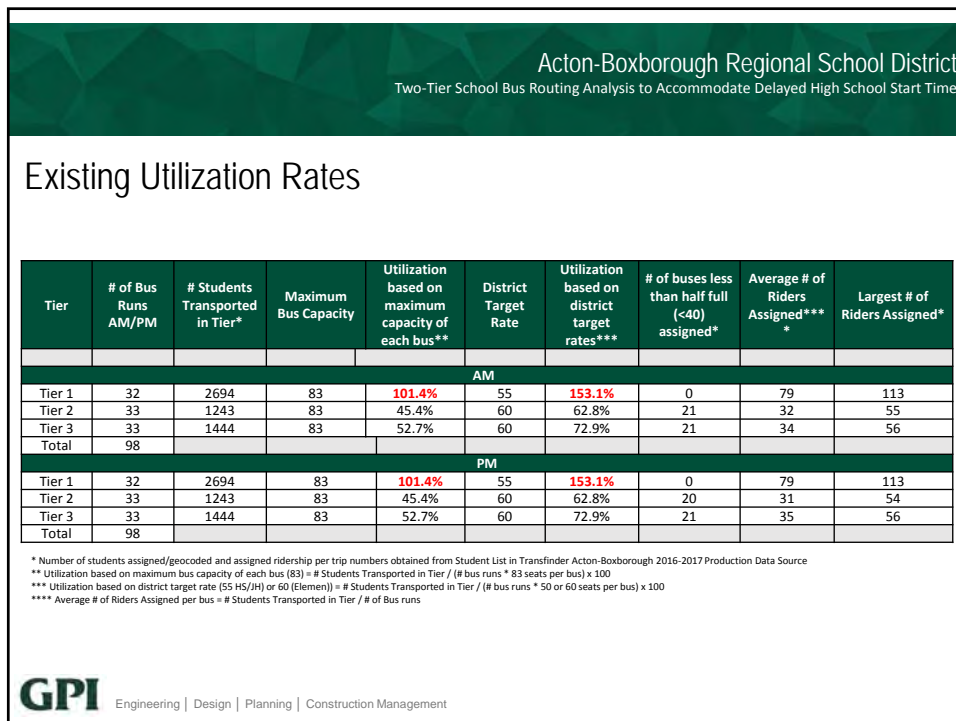 Acton-Boxborough Regional School District
Two-Tier School Bus Routing Analysis to Accommodate Delayed High School Start Time
Existing Utilization Rates
Tier | # of Bus Runs AM/PM | # Students Transported in Tier* | Maximum Bus Capacity | Utilization based on maximum capacity of each bus** | District Target Rate | Utilization based on district target rates*** | # of buses less than half full (<40) assigned* | Average # of Riders Assigned**** | Largest # of Riders Assigned*
AM
Tier 1 32 2694 83 101.4% 55 153.1% 0 79 113
Tier 2 33 1243 83 45.4% 60 62.8% 21 32 55
Tier 3 33 1444 83 52.7% 60 72.9% 21 34 56
Total 98
PM
Tier 1 32 2694 83 101.4% 55 153.1% 0 79 113
Tier 2 33 1243 83 45.4% 60 62.8% 20 31 54
Tier 3 33 1444 83 52.7% 60 72.9% 21 35 56
Total 98
* Number of students assigned/geocoded and assigned ridership per trip numbers obtained from Student List in Transfinder Acton-Boxborough 2016-2017 Production Data Source
** Utilization based on maximum bus capacity of each bus (83) = # Students Transported in Tier / (# bus runs * 83 seats per bus) x 100
*** Utilization based on district target rate (55 HS/JH) or 60 (Elemen)) = # Students Transported in Tier / (# bus runs * 50 or 60 seats per bus) x 100
**** Average # of Riders Assigned per bus = # Students Transported in Tier / # of Bus runs
GPI Engineering | Design | Planning | Construction Management